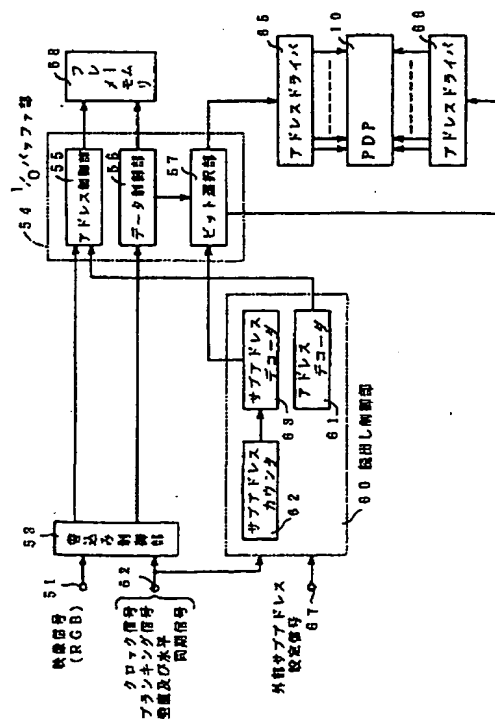 映像信号
(RGB)
51
クロック信号
ブランキング信号
垂直及び水平
同期信号
52
外部サブアドレス
設定信号
67
53
書込み制御部
54
I/Oバッファ部
アドレス制御部
55
データ制御部
56
ビット選択部
57
フレームメモリ
58
サブアドレスカウンタ
62
サブアドレスデコーダ
63
アドレスデコーダ
61
60 読出し制御部
アドレスドライバ
65
PDP
10
アドレスドライバ
66